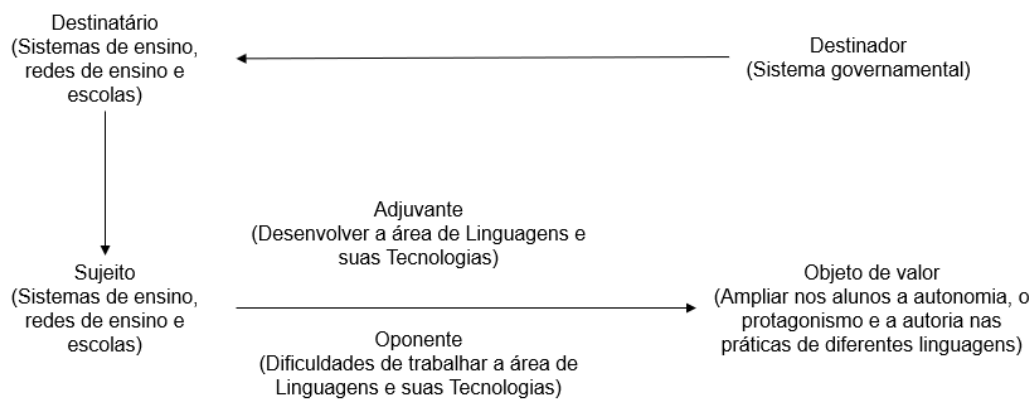 Destinatário
(Sistemas de ensino,
redes de ensino e
escolas)
Destinador
(Sistema governamental)
Adjuvante
(Desenvolver a área de Linguagens e
suas Tecnologias)
Sujeito
(Sistemas de ensino,
redes de ensino e
escolas)
Objeto de valor
(Ampliar nos alunos a autonomia, o
protagonismo e a autoria nas
práticas de diferentes linguagens)
Oponente
(Dificuldades de trabalhar a área de
Linguagens e suas Tecnologias)